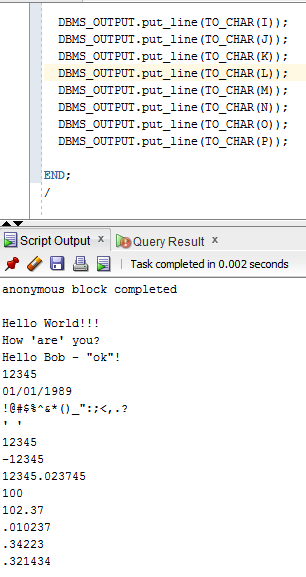 DBMS_OUTPUT.put_line(TO_CHAR(I));
DBMS_OUTPUT.put_line(TO_CHAR(J));
DBMS_OUTPUT.put_line(TO_CHAR(K));
DBMS_OUTPUT.put_line(TO_CHAR(L));
DBMS_OUTPUT.put_line(TO_CHAR(M));
DBMS_OUTPUT.put_line(TO_CHAR(N));
DBMS_OUTPUT.put_line(TO_CHAR(O));
DBMS_OUTPUT.put_line(TO_CHAR(P));
END;
/
Script Output x Query Result x
Task completed in 0.002 seconds
anonymous block completed
Hello World!!!
How 'are' you?
Hello Bob - "ok"!
12345
01/01/1989
!@#$%^&*()_":;<,.?
' '
12345
-12345
12345.023745
100
102.37
.010237
.34223
.321434